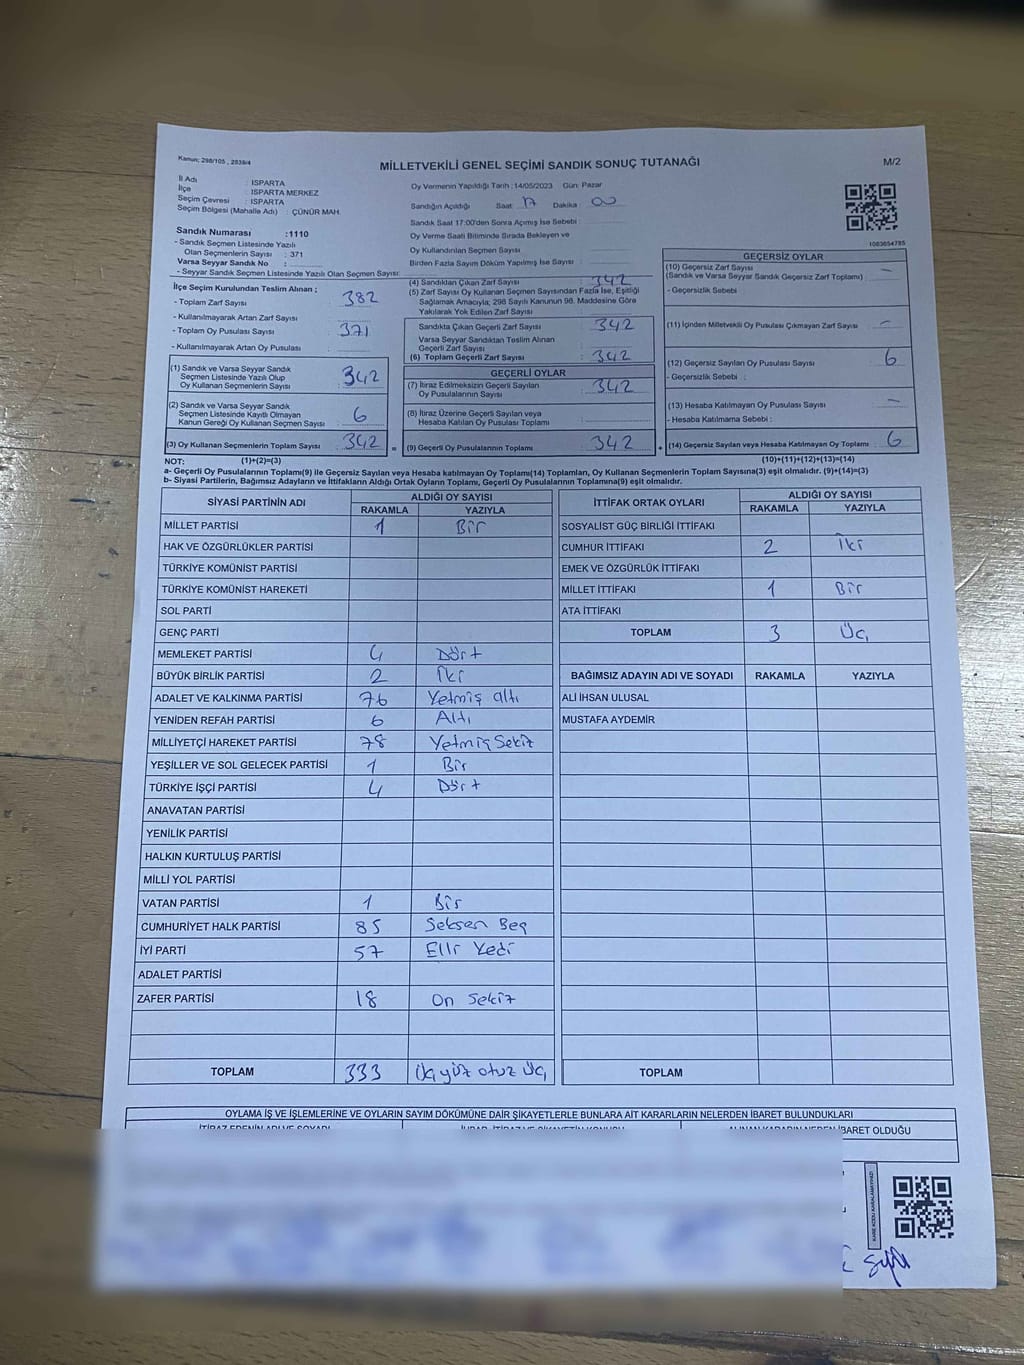 Kanun: 298/105 , 2839/4
MİLLETVEKİLİ GENEL SEÇİMİ SANDIK SONUÇ TUTANAĞI
M/2
İl Adı : ISPARTA
İlçe : ISPARTA MERKEZ
Seçim Çevresi : ISPARTA
Seçim Bölgesi (Mahalle Adı) : ÇÜNÜR MAH.
Sandık Numarası :1110
- Sandık Seçmen Listesinde Yazılı
Olan Seçmenlerin Sayısı : 371
Varsa Seyyar Sandık No :
- Seyyar Sandık Seçmen Listesinde Yazılı Olan Seçmen Sayısı:
Oy Vermenin Yapıldığı Tarih :14/05/2023 Gün: Pazar
Sandığın Açıldığı Saat 17 Dakika 00
Sandık Saat 17:00'den Sonra Açımış İse Sebebi :
Oy Verme Saati Bitiminde Sırada Bekleyen ve
Oy Kullandırılan Seçmen Sayısı
Birden Fazla Sayım Döküm Yapılmış İse Sayısı :
1083654785
İlçe Seçim Kurulundan Teslim Alınan ;
- Toplam Zarf Sayısı : 382
- Kullanılmayarak Artan Zarf Sayısı :
- Toplam Oy Pusulası Sayısı : 371
- Kullanılmayarak Artan Oy Pusulası
(1) Sandık ve Varsa Seyyar Sandık
Seçmen Listesinde Yazılı Olup
Oy Kullanan Seçmenlerin Sayısı : 342
(2) Sandık ve Varsa Seyyar Sandık
Seçmen Listesinde Kayıtlı Olmayan
Kanun Gereği Oy Kullanan Seçmen Sayısı : 6
(3) Oy Kullanan Seçmenlerin Toplam Sayısı : 342 =
(4) Sandıktan Çıkan Zarf Sayısı : 342
(5) Zarf Sayısı Oy Kullanan Seçmen Sayısından Fazla İse, Eşitliği
Sağlamak Amacıyla; 298 Sayılı Kanunun 98. Maddesine Göre
Yakılarak Yok Edilen Zarf Sayısı :
Sandıkta Çıkan Geçerli Zarf Sayısı : 342
Varsa Seyyar Sandıktan Teslim Alınan
Geçerli Zarf Sayısı
(6) Toplam Geçerli Zarf Sayısı : 342
GEÇERLİ OYLAR
(7) İtiraz Edilmeksizin Geçerli Sayılan
Oy Pusulalarının Sayısı : 342
(8) İtiraz Üzerine Geçerli Sayılan veya
Hesaba Katılan Oy Pusulası Toplamı :
(9) Geçerli Oy Pusulalarının Toplamı : 342 +
GEÇERSİZ OYLAR
(10) Geçersiz Zarf Sayısı
(Sandık ve Varsa Seyyar Sandık Geçersiz Zarf Toplamı) : -
- Geçersizlik Sebebi :
(11) İçinden Milletvekili Oy Pusulası Çıkmayan Zarf Sayısı : -
(12) Geçersiz Sayılan Oy Pusulası Sayısı : 6
- Geçersizlik Sebebi :
(13) Hesaba Katılmayan Oy Pusulası Sayısı : -
- Hesaba Katılmama Sebebi :
(14) Geçersiz Sayılan veya Hesaba Katılmayan Oy Toplamı : 6
NOT: (1)+(2)=(3) (10)+(11)+(12)+(13)=(14)
a- Geçerli Oy Pusulalarının Toplamı(9) ile Geçersiz Sayılan veya Hesaba katılmayan Oy Toplamı(14) Toplamları, Oy Kullanan Seçmenlerin Toplam Sayısına(3) eşit olmalıdır. (9)+(14)=(3)
b- Siyasi Partilerin, Bağımsız Adayların ve İttifakların Aldığı Ortak Oyların Toplamı, Geçerli Oy Pusulalarının Toplamına(9) eşit olmalıdır.
SİYASİ PARTİNİN ADI ALDIĞI OY SAYISI
RAKAMLA YAZIYLA
MİLLET PARTİSİ 1 Bir
HAK VE ÖZGÜRLÜKLER PARTİSİ
TÜRKİYE KOMÜNİST PARTİSİ
TÜRKİYE KOMÜNİST HAREKETİ
SOL PARTİ
GENÇ PARTİ
MEMLEKET PARTİSİ 4 Dört
BÜYÜK BİRLİK PARTİSİ 2 İki
ADALET VE KALKINMA PARTİSİ 76 Yetmiş altı
YENİDEN REFAH PARTİSİ 6 Altı
MİLLİYETÇİ HAREKET PARTİSİ 78 Yetmiş Sekiz
YEŞİLLER VE SOL GELECEK PARTİSİ 1 Bir
TÜRKİYE İŞÇİ PARTİSİ 4 Dört
ANAVATAN PARTİSİ
YENİLİK PARTİSİ
HALKIN KURTULUŞ PARTİSİ
MİLLİ YOL PARTİSİ
VATAN PARTİSİ 1 Bir
CUMHURİYET HALK PARTİSİ 85 Seksen Beş
İYİ PARTİ 57 Elli Yedi
ADALET PARTİSİ
ZAFER PARTİSİ 18 On Sekiz
TOPLAM 333 Üç yüz otuz Üç
İTTİFAK ORTAK OYLARI ALDIĞI OY SAYISI
RAKAMLA YAZIYLA
SOSYALİST GÜÇ BİRLİĞİ İTTİFAKI
CUMHUR İTTİFAKI 2 İki
EMEK VE ÖZGÜRLÜK İTTİFAKI
MİLLET İTTİFAKI 1 Bir
ATA İTTİFAKI
TOPLAM 3 Üç
BAĞIMSIZ ADAYIN ADI VE SOYADI RAKAMLA YAZIYLA
ALİ İHSAN ULUSAL
MUSTAFA AYDEMİR
TOPLAM
OYLAMA İŞ VE İŞLEMLERİNE VE OYLARIN SAYIM DÖKÜMÜNE DAİR ŞİKAYETLERLE BUNLARA AİT KARARLARIN NELERDEN İBARET BULUNDUKLARI
İTİRAZ EDENİN ADI VE SOYADI ALINAN KARARIN NEDEN İBARET OLDUĞU
KARE KODU KARALAMAYINIZ!